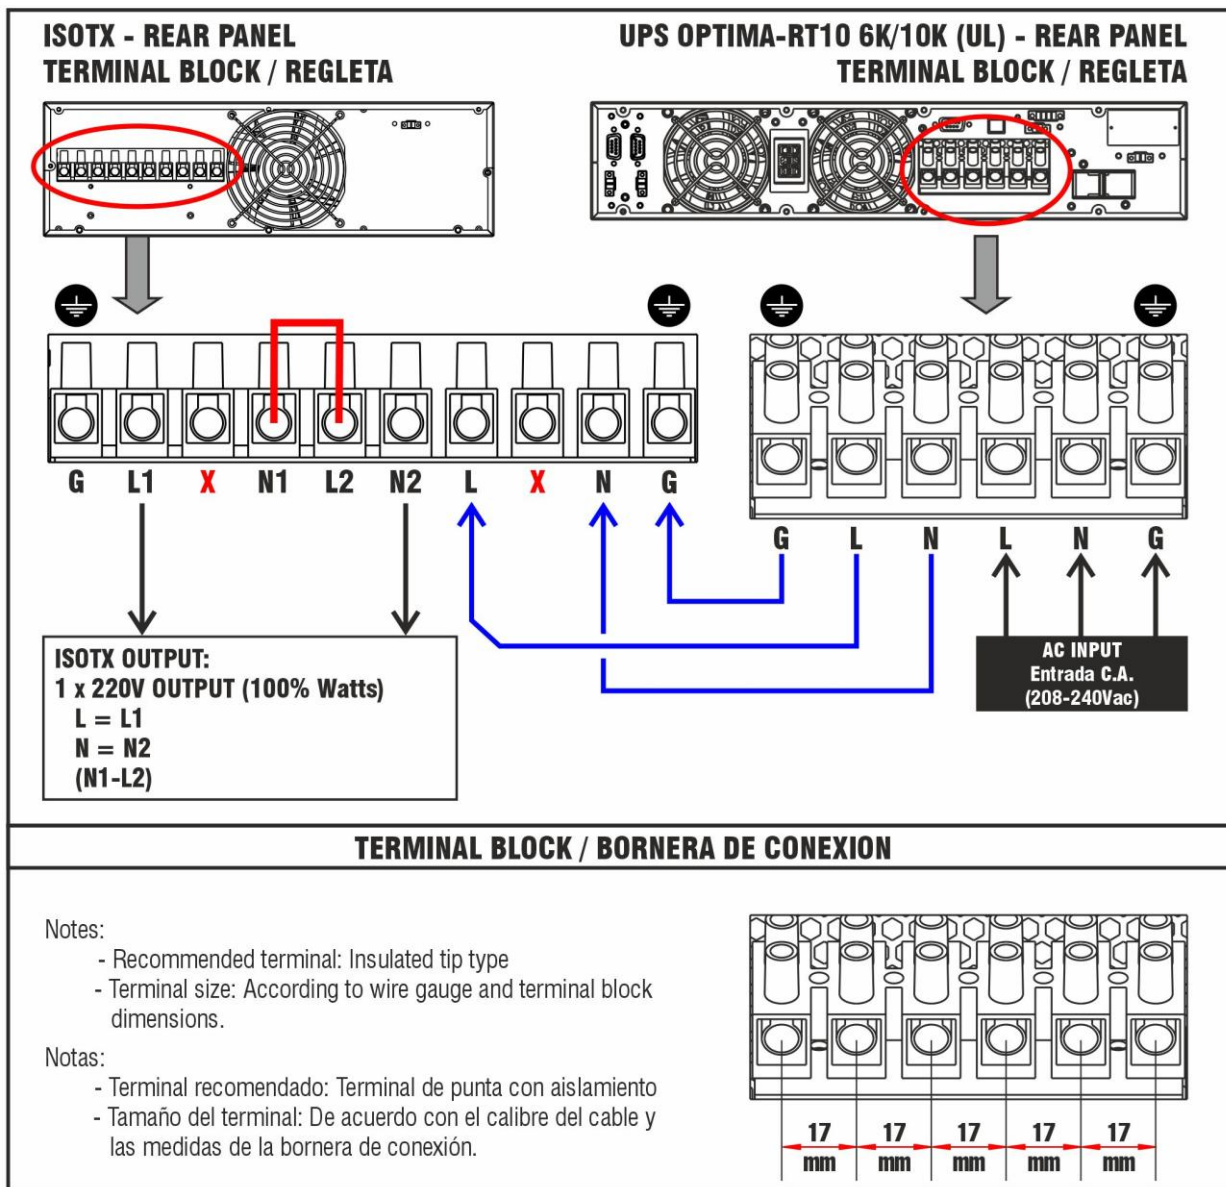 ISOTX - REAR PANEL
TERMINAL BLOCK / REGLETA
UPS OPTIMA-RT10 6K/10K (UL) - REAR PANEL
TERMINAL BLOCK / REGLETA
G L1 X N1 L2 N2 L X N G
G L N L N G
ISOTX OUTPUT:
1 x 220V OUTPUT (100% Watts)
L = L1
N = N2
(N1-L2)
AC INPUT
Entrada C.A.
(208-240Vac)
TERMINAL BLOCK / BORNERA DE CONEXION
Notes:
- Recommended terminal: Insulated tip type
- Terminal size: According to wire gauge and terminal block
dimensions.
Notas:
- Terminal recomendado: Terminal de punta con aislamiento
- Tamaño del terminal: De acuerdo con el calibre del cable y
las medidas de la bornera de conexión.
17 17 17 17 17
mm mm mm mm mm